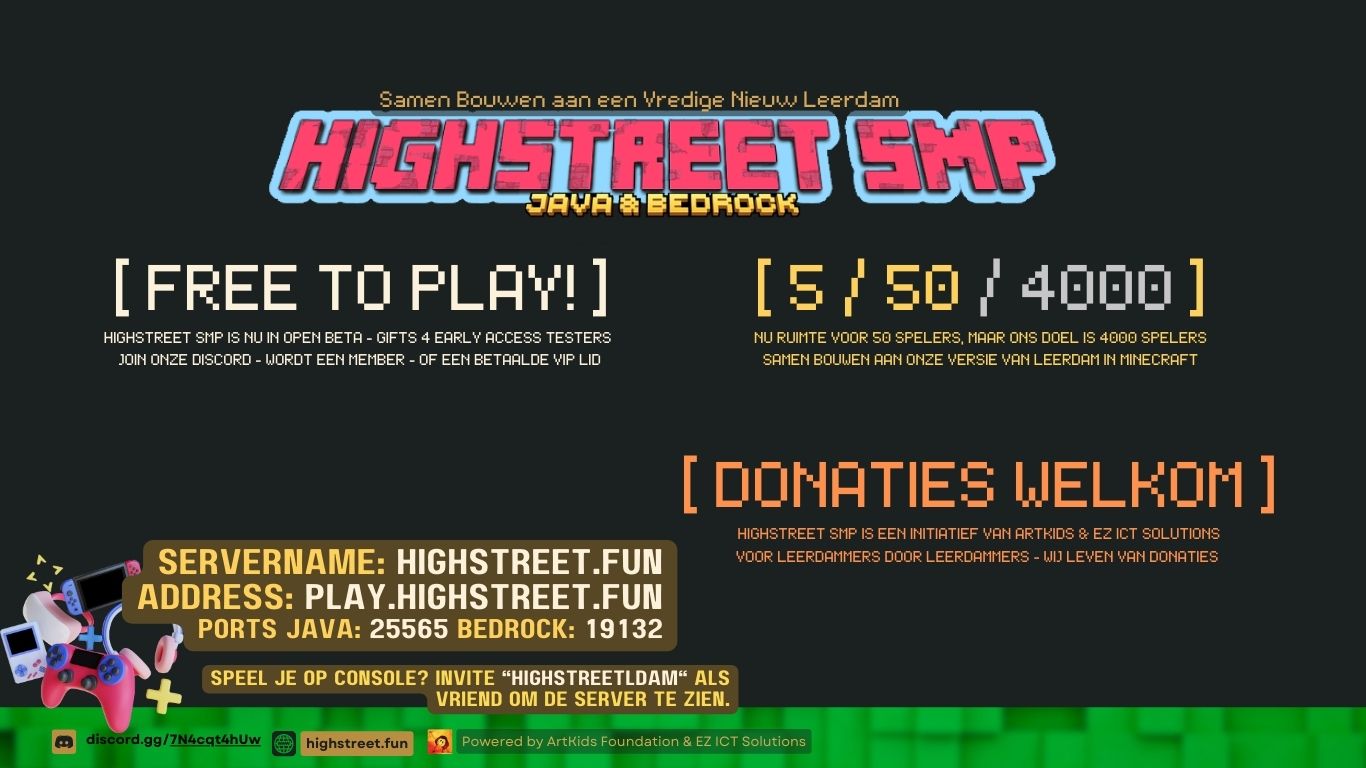 Samen Bouwen aan een Vredige Nieuw Leerdam
HIGHSTREET SMP
JAVA & BEDROCK
[ FREE TO PLAY! ]
HIGHSTREET SMP IS NU IN OPEN BETA - GIFTS 4 EARLY ACCESS TESTERS
JOIN ONZE DISCORD - WORDT EEN MEMBER - OF EEN BETAALDE VIP LID
[ 5 / 50 / 4000 ]
NU RUIMTE VOOR 50 SPELERS, MAAR ONS DOEL IS 4000 SPELERS
SAMEN BOUWEN AAN ONZE VERSIE VAN LEERDAM IN MINECRAFT
[ DONATIES WELKOM ]
HIGHSTREET SMP IS EEN INITIATIEF VAN ARTKIDS & EZ ICT SOLUTIONS
VOOR LEERDAMMERS DOOR LEERDAMMERS - WIJ LEVEN VAN DONATIES
SERVERNAME: HIGHSTREET.FUN
ADDRESS: PLAY.HIGHSTREET.FUN
PORTS JAVA: 25565 BEDROCK: 19132
SPEEL JE OP CONSOLE? INVITE “HIGHSTREETLDAM“ ALS
VRIEND OM DE SERVER TE ZIEN.
discord.gg/7N4cqt4hUw
highstreet.fun
Powered by ArtKids Foundation & EZ ICT Solutions